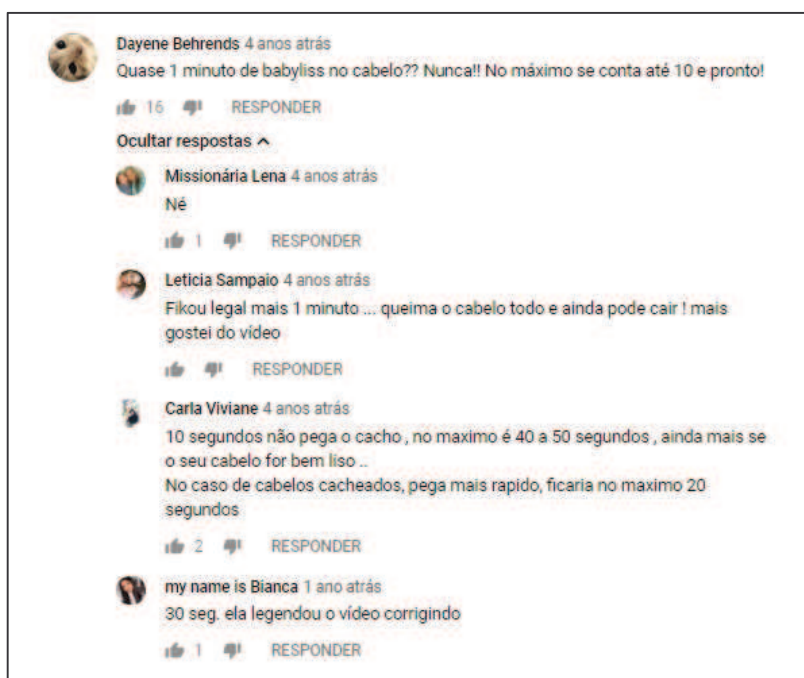 Dayene Behrends 4 anos atrás
Quase 1 minuto de babyliss no cabelo?? Nunca!! No máximo se conta até 10 e pronto!
16 RESPONDER
Ocultar respostas
Missionária Lena 4 anos atrás
Né
1 RESPONDER
Leticia Sampaio 4 anos atrás
Fikou legal mais 1 minuto ... queima o cabelo todo e ainda pode cair ! mais
gostei do vídeo
RESPONDER
Carla Viviane 4 anos atrás
10 segundos não pega o cacho , no maximo é 40 a 50 segundos , ainda mais se
o seu cabelo for bem liso ..
No caso de cabelos cacheados, pega mais rapido, ficaria no maximo 20
segundos
2 RESPONDER
my name is Bianca 1 ano atrás
30 seg. ela legendou o vídeo corrigindo
1 RESPONDER